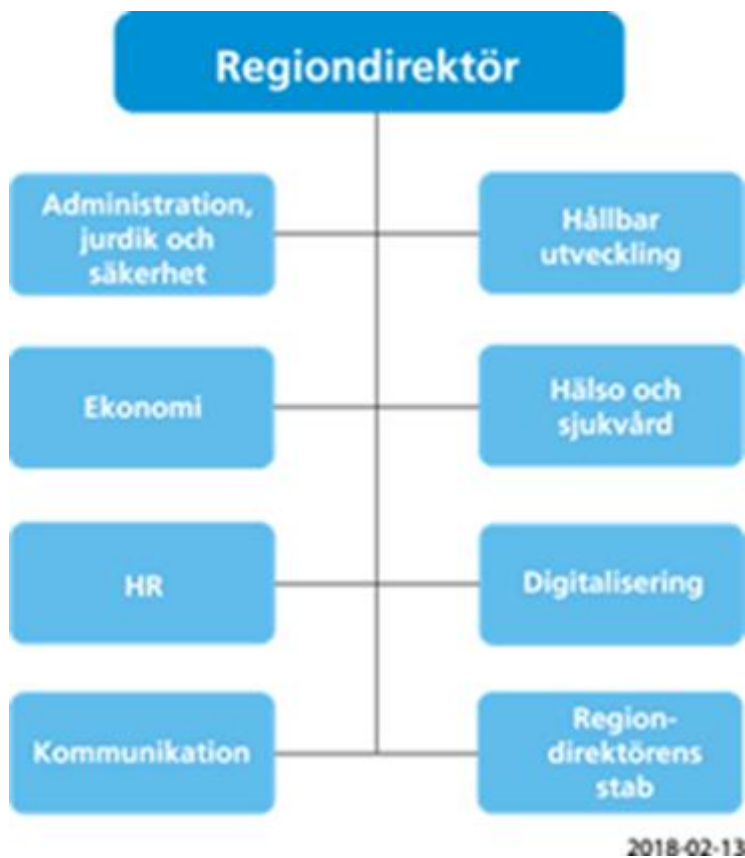 Regiondirektör
Administration,
jurdik och
säkerhet
Hållbar
utveckling
Ekonomi
Hälso och
sjukvård
HR
Digitalisering
Kommunikation
Region-
direktörens
stab
2018-02-13